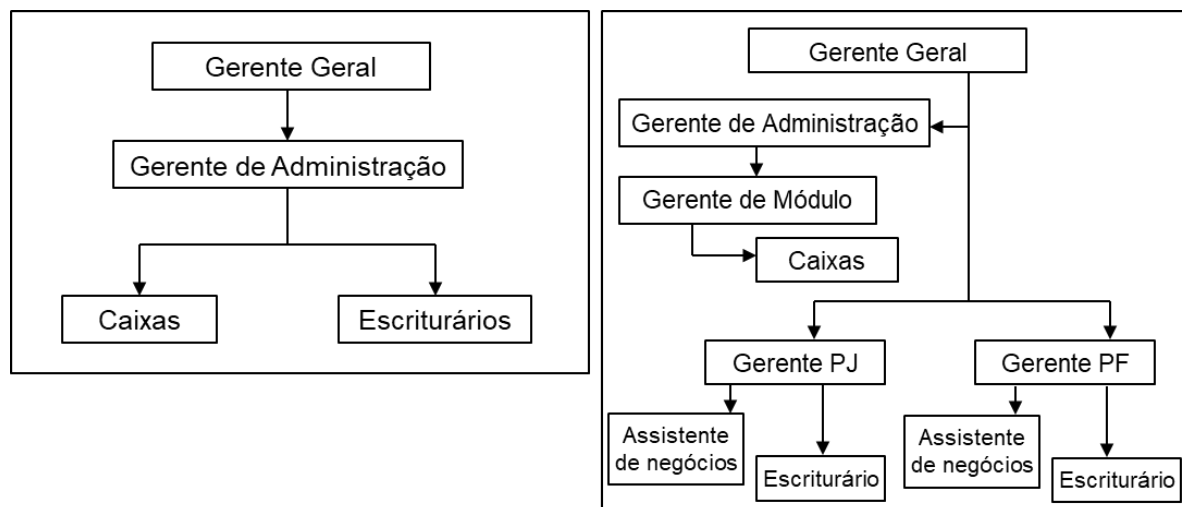 Gerente Geral
Gerente de Administração
Caixas
Escriturários
Gerente Geral
Gerente de Administração
Gerente de Módulo
Caixas
Gerente PJ
Gerente PF
Assistente
de negócios
Escriturário
Assistente
de negócios
Escriturário